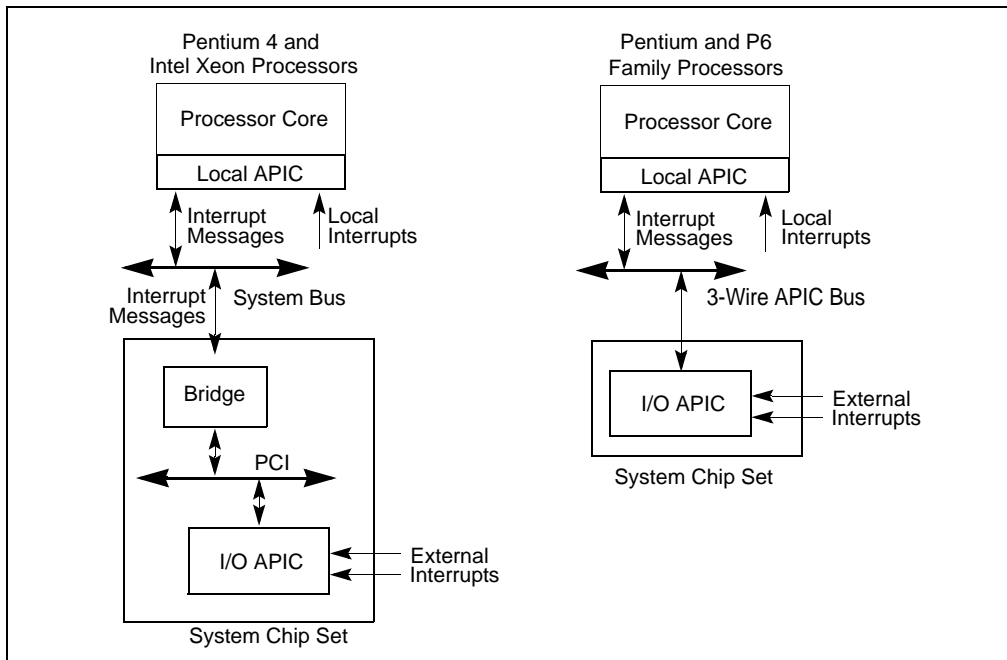 Pentium 4 and
Intel Xeon Processors
Processor Core
Local APIC
Interrupt
Messages
Local
Interrupts
Interrupt
Messages
System Bus
Bridge
PCI
I/O APIC
External
Interrupts
System Chip Set
Pentium and P6
Family Processors
Processor Core
Local APIC
Interrupt
Messages
Local
Interrupts
3-Wire APIC Bus
I/O APIC
External
Interrupts
System Chip Set